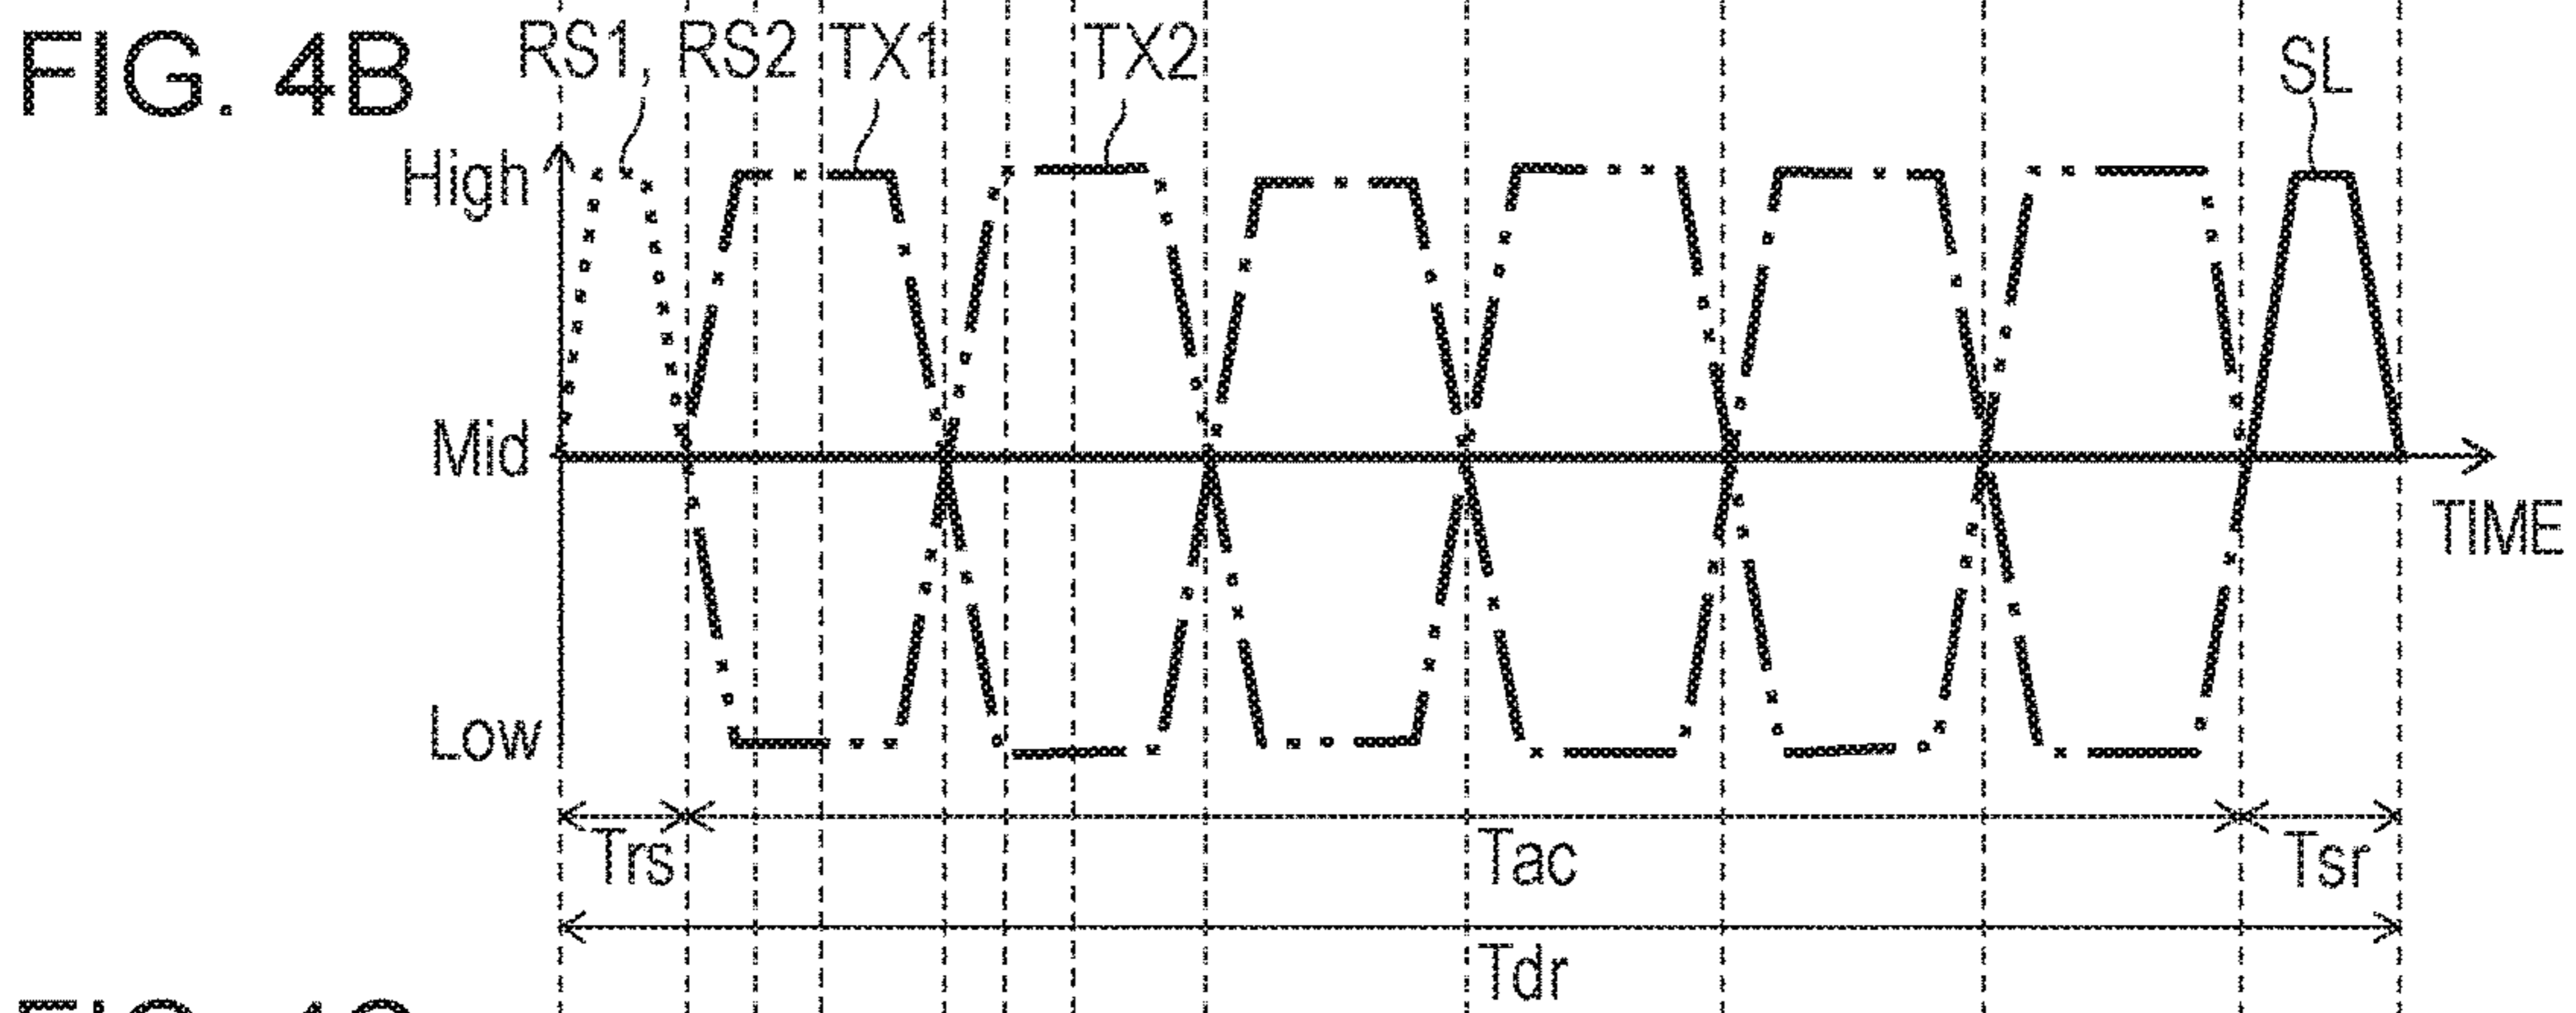 FIG. 4B
RS1, RS2 TX1 TX2 SL
High
Mid
TIME
Low
Trs Tac Tsr
Tdr